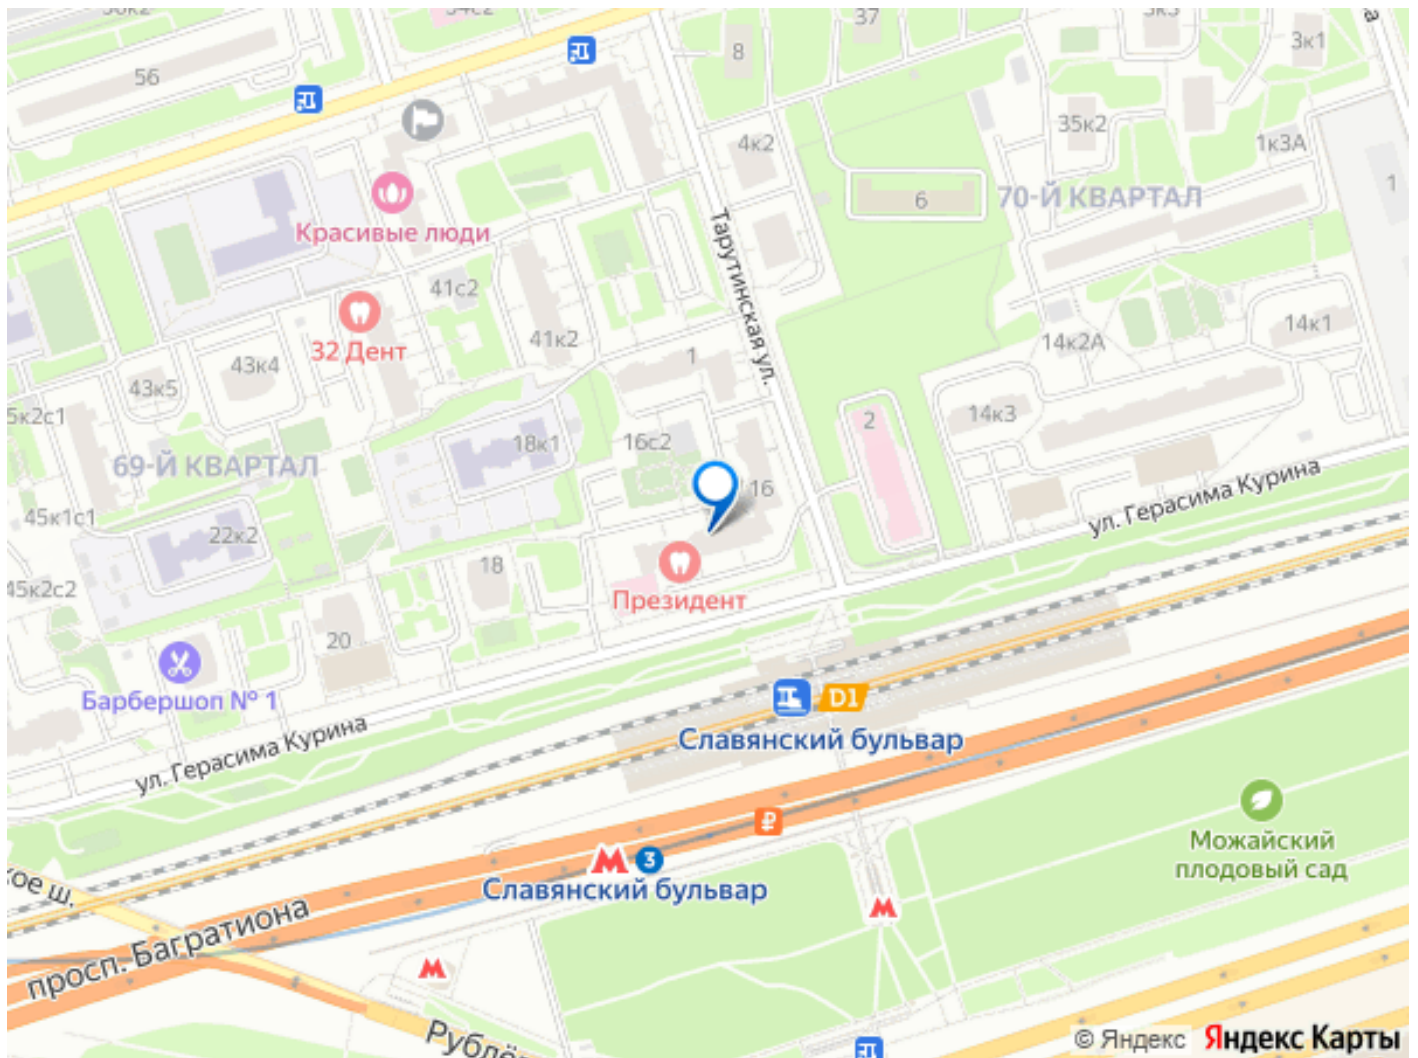 54с2
37
56
8
3к1
35к2
4к2
1к3А
1
6
70-Й КВАРТАЛ
Красивые люди
Тарутинская ул.
41с2
32 Дент
41к2
14к2А
14к1
43к4
43к5
1
14к3
2
16с2
18к1
69-Й КВАРТАЛ
16
ул. Герасима Курина
45к1с1
22к2
18
Президент
20
Барбершоп № 1
D1
Славянский бульвар
ул. Герасима Курина
₽
Можайский
плодовый сад
М 3
Славянский бульвар
ое ш.
просп. Багратиона
М
М
Рублё
© Яндекс Яндекс Карты